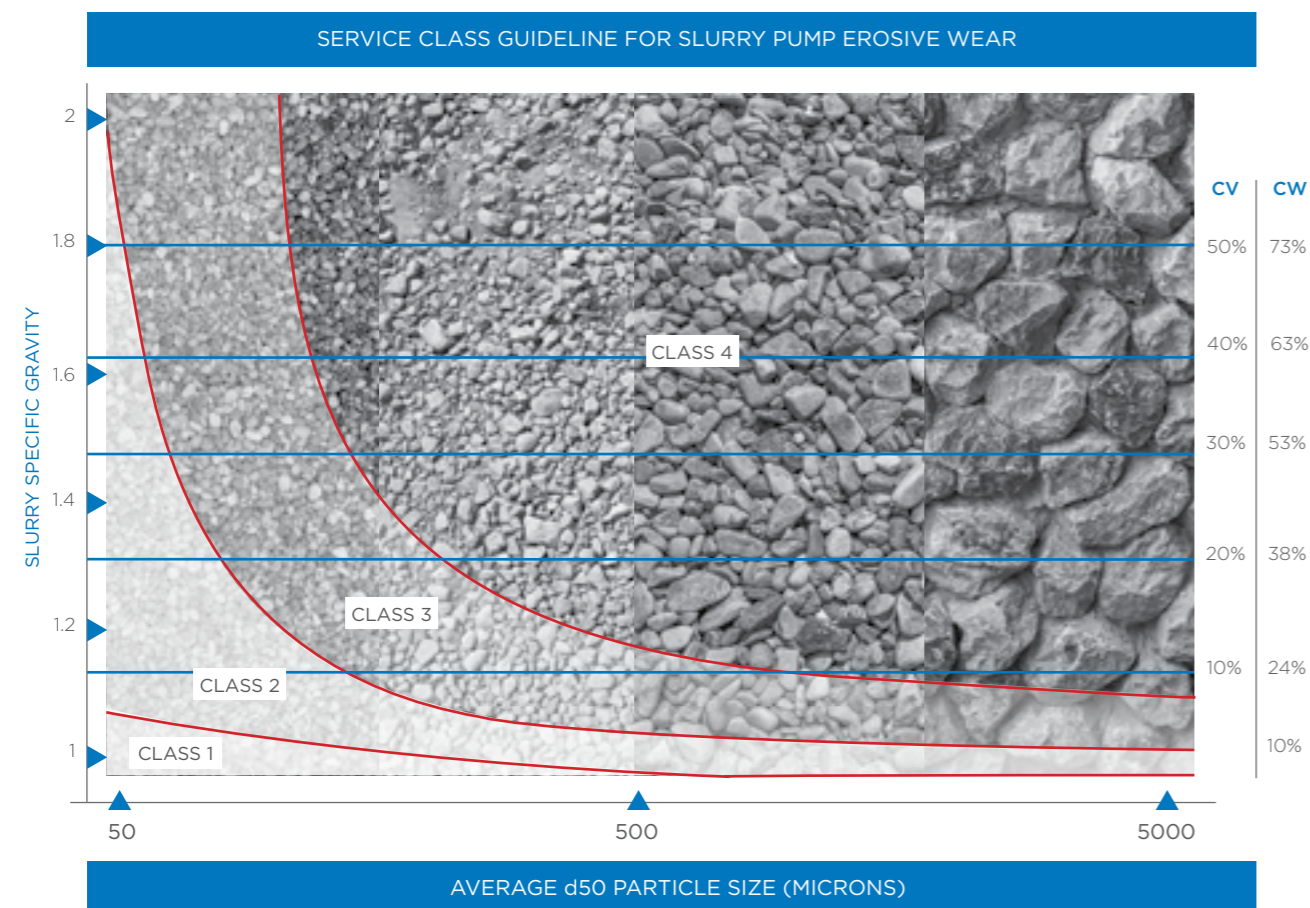 SERVICE CLASS GUIDELINE FOR SLURRY PUMP EROSIVE WEAR
SLURRY SPECIFIC GRAVITY
2
1.8
1.6
1.4
1.2
1
CLASS 4
CLASS 3
CLASS 2
CLASS 1
CV CW
50% 73%
40% 63%
30% 53%
20% 38%
10% 24%
10%
50 500 5000
AVERAGE d50 PARTICLE SIZE (MICRONS)